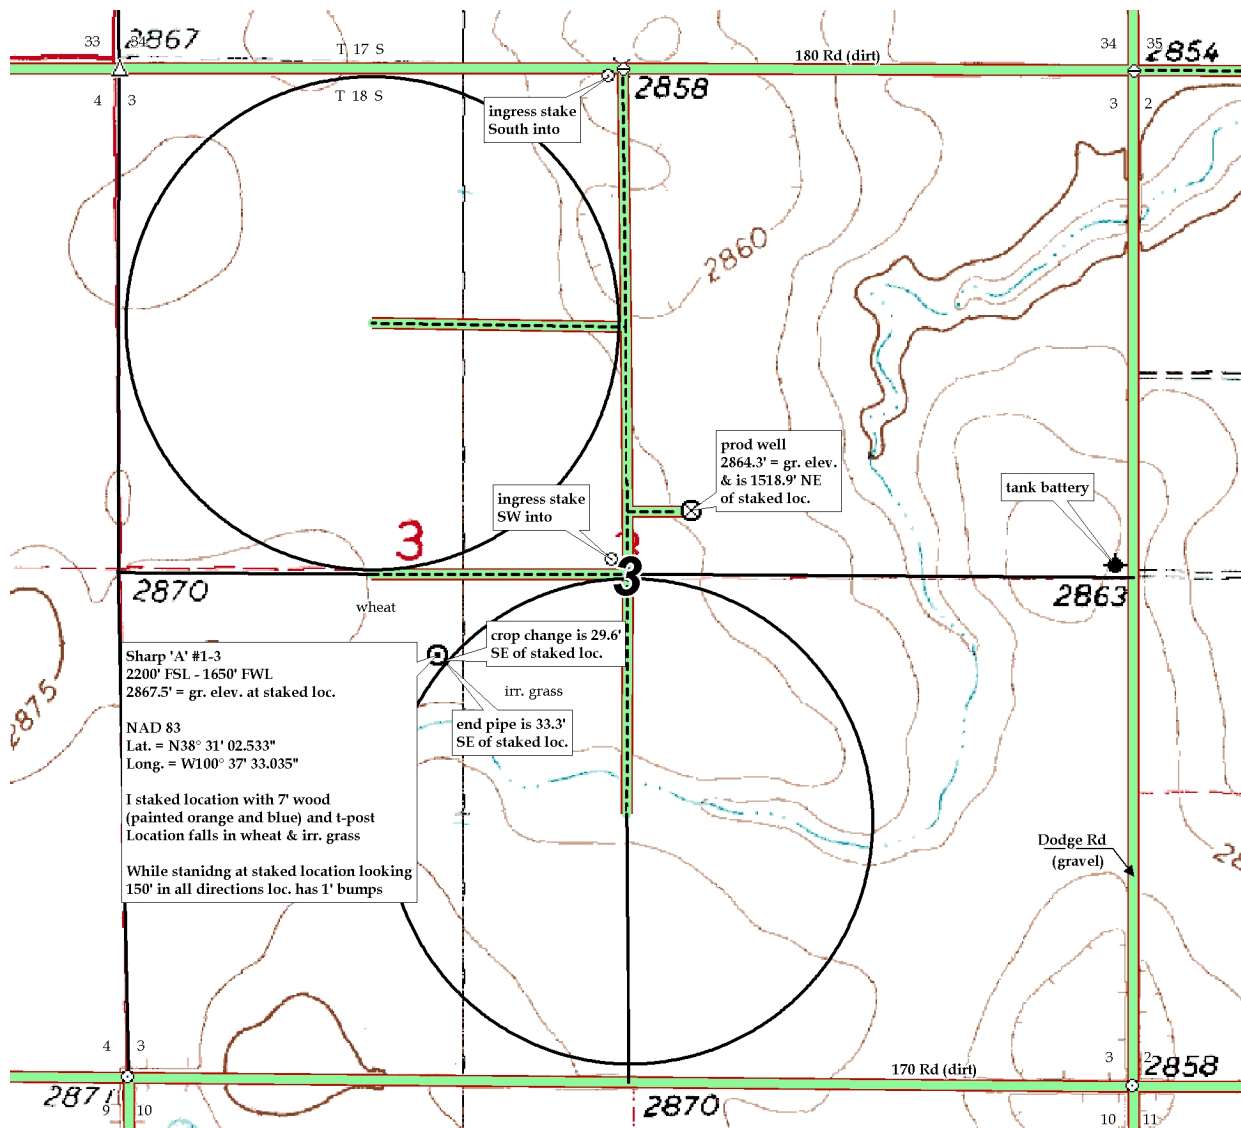 33
34
2867
T 17 S
180 Rd (dirt)
34
35
2854
4
3
T 18 S
2858
3
2
ingress stake
South into
2860
prod well
2864.3' = gr. elev.
& is 1518.9' NE
of staked loc.
tank battery
ingress stake
SW into
3
3
2870
2863
wheat
crop change is 29.6'
SE of staked loc.
Sharp 'A' #1-3
2200' FSL - 1650' FWL
2867.5' = gr. elev. at staked loc.
NAD 83
Lat. = N38° 31' 02.533"
Long. = W100° 37' 33.035"
I staked location with 7' wood
(painted orange and blue) and t-post
Location falls in wheat & irr. grass
While stanidng at staked location looking
150' in all directions loc. has 1' bumps
irr. grass
end pipe is 33.3'
SE of staked loc.
2875
Dodge Rd
(gravel)
4
3
3
2
2858
170 Rd (dirt)
2871
9
10
2870
10
11